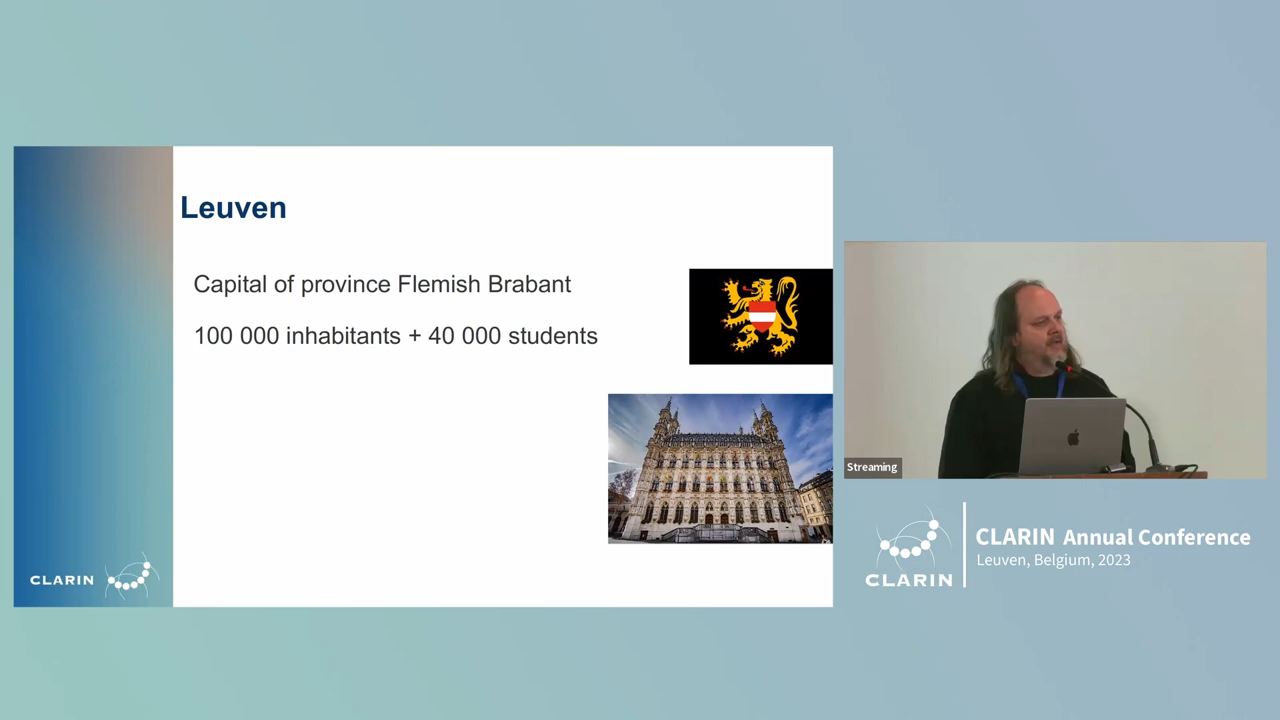 Leuven
Capital of province Flemish Brabant
100 000 inhabitants + 40 000 students
CLARIN
Streaming
CLARIN
CLARIN Annual Conference
Leuven, Belgium, 2023